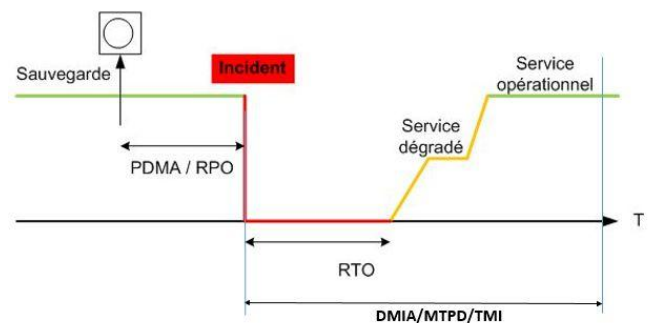 Sauvegarde
Incident
Service
opérationnel
Service
dégradé
PDMA / RPO
T
RTO
DMIA/MTPD/TMI